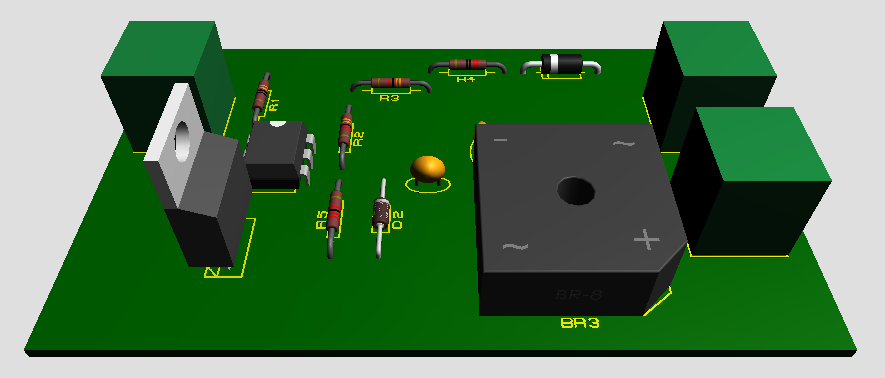 R1
R4
R3
R2
R5
D2
− ~
~ +
BR-8
BR3